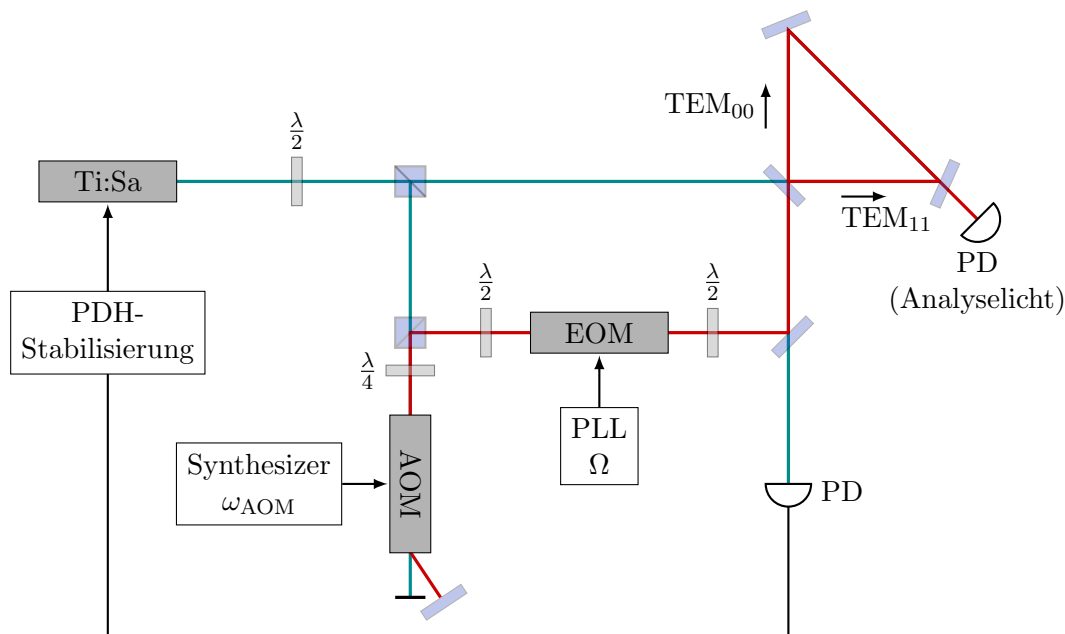 TEM₀₀
λ/2
Ti:Sa
TEM₁₁
PD
(Analyselicht)
PDH-
Stabilisierung
λ/2
λ/2
EOM
λ/4
PLL
Ω
Synthesizer
ω_AOM
AOM
PD